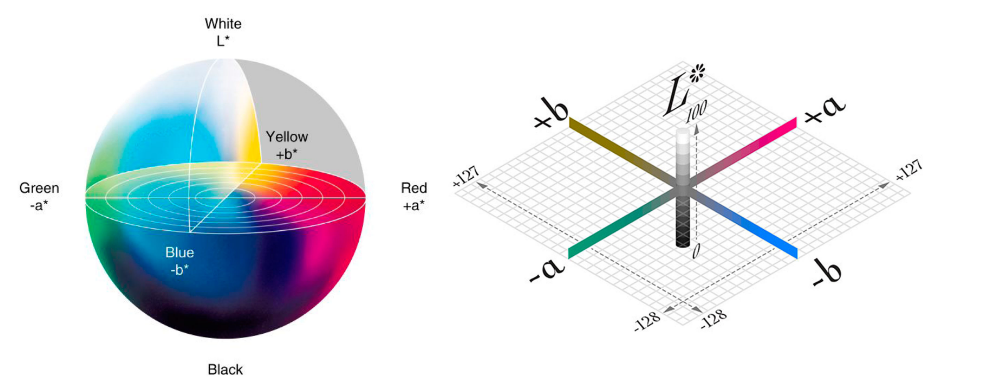 White
L*
Yellow
+b*
Green
-a*
Red
+a*
Blue
-b*
Black
L*
100
+b
+a
+127
+127
0
-a
-b
-128
-128